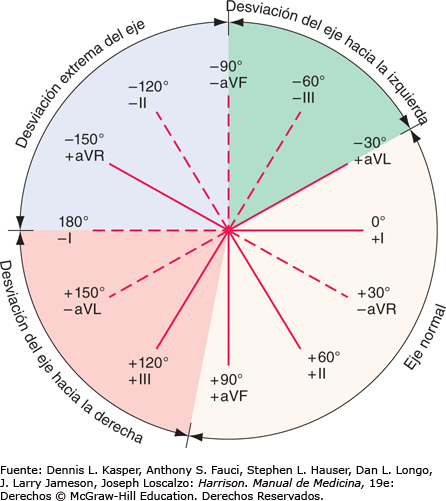 Desviación del eje hacia la izquierda
Desviación extrema del eje
−90°
−aVF
−120°
−II
−60°
−III
−150°
+aVR
−30°
+aVL
180°
−I
0°
+I
+150°
−aVL
+30°
−aVR
+120°
+III
+60°
+II
+90°
+aVF
Desviación del eje hacia la derecha
Eje normal
Fuente: Dennis L. Kasper, Anthony S. Fauci, Stephen L. Hauser, Dan L. Longo,
J. Larry Jameson, Joseph Loscalzo: Harrison. Manual de Medicina, 19e:
Derechos © McGraw-Hill Education. Derechos Reservados.